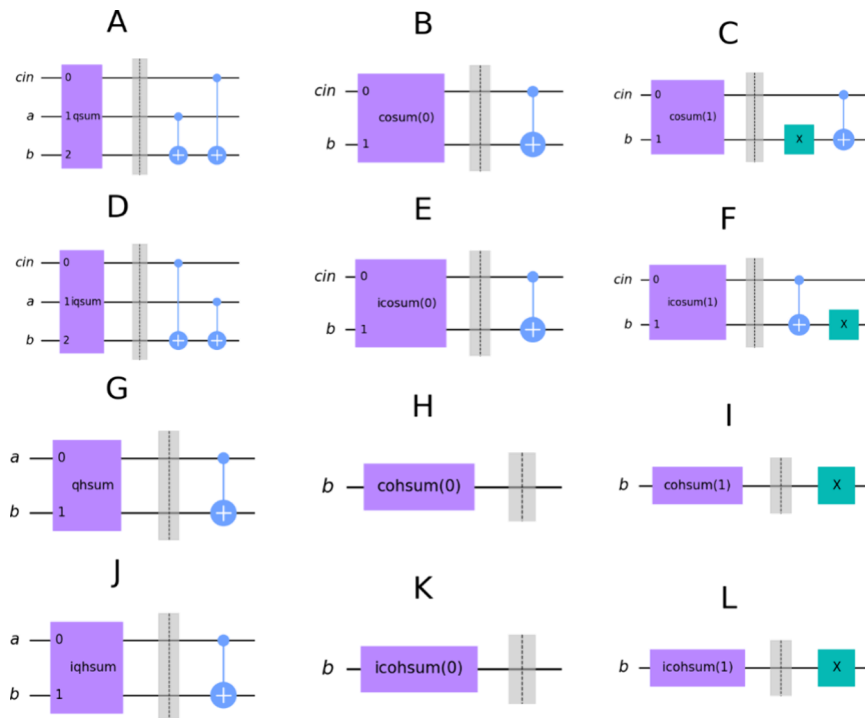 A
cin 0
a 1 qsum
b 2
B
cin 0
cosum(0)
b 1
C
cin 0
cosum(1)
b 1 X
D
cin 0
a 1 iqsum
b 2
E
cin 0
icosum(0)
b 1
F
cin 0
icosum(1)
b 1 X
G
a 0
qhsum
b 1
H
b cohsum(0)
I
b cohsum(1) X
J
a 0
iqhsum
b 1
K
b icohsum(0)
L
b icohsum(1) X